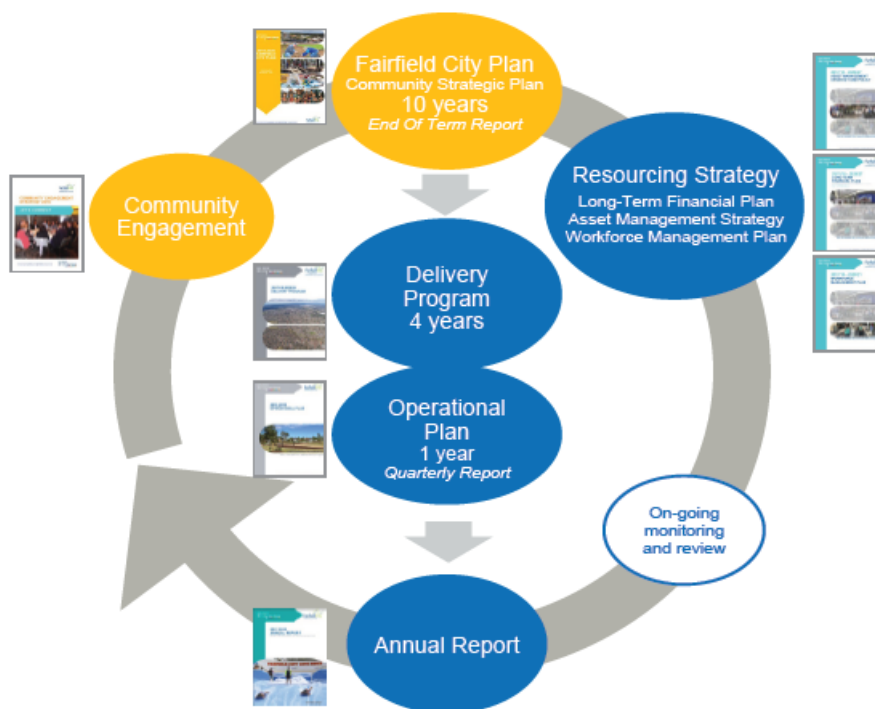 Fairfield City Plan
Community Strategic Plan
10 years
End Of Term Report
Resourcing Strategy
Long-Term Financial Plan
Asset Management Strategy
Workforce Management Plan
Community
Engagement
Delivery
Program
4 years
Operational
Plan
1 year
Quarterly Report
On-going
monitoring
and review
Annual Report